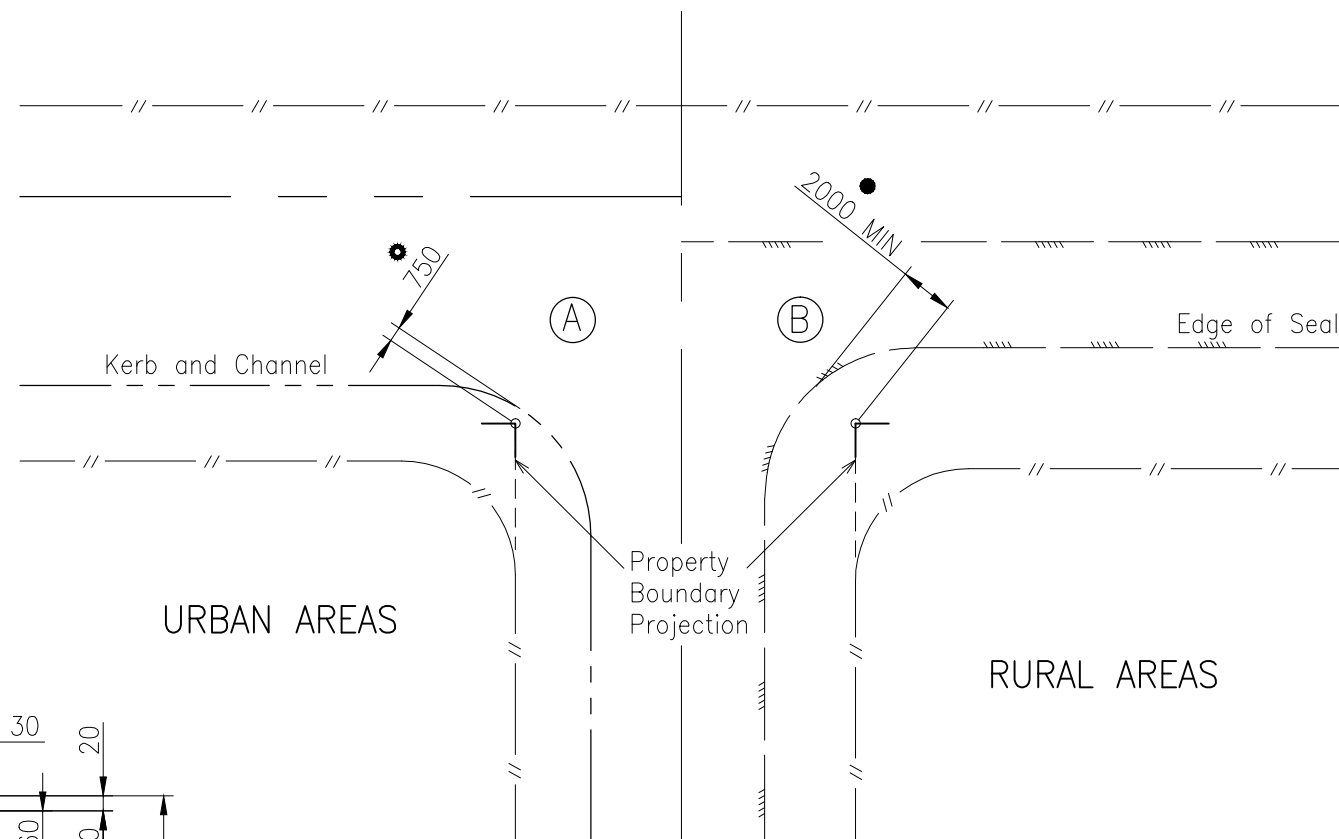 2000 MIN
750
A
B
Edge of Seal
Kerb and Channel
Property
Boundary
Projection
URBAN AREAS
RURAL AREAS
30
20